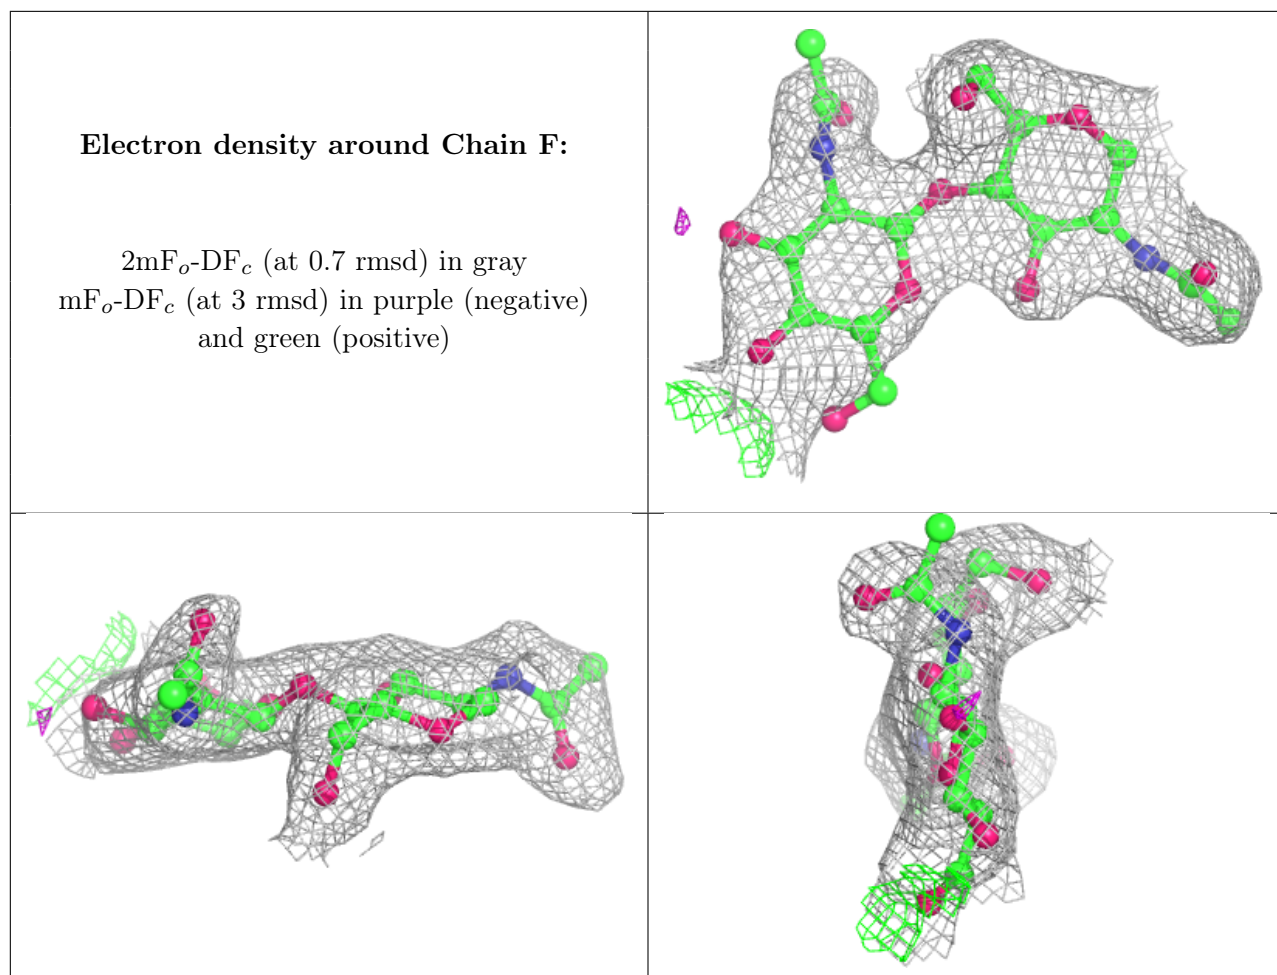 Electron density around Chain F:
2mFₒ-DF𝒸 (at 0.7 rmsd) in gray
mFₒ-DF𝒸 (at 3 rmsd) in purple (negative)
and green (positive)